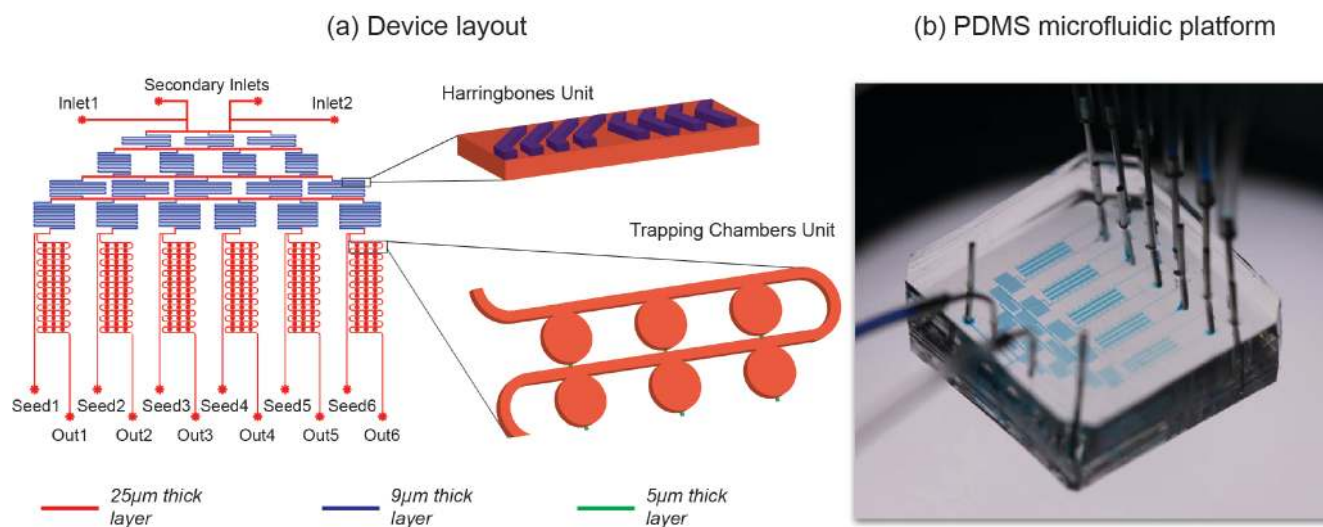 (a) Device layout
(b) PDMS microfluidic platform
Secondary Inlets
Inlet1
Inlet2
Harringbones Unit
Trapping Chambers Unit
Seed1
Seed2
Seed3
Seed4
Seed5
Seed6
Out1
Out2
Out3
Out4
Out5
Out6
25μm thick
layer
9μm thick
layer
5μm thick
layer